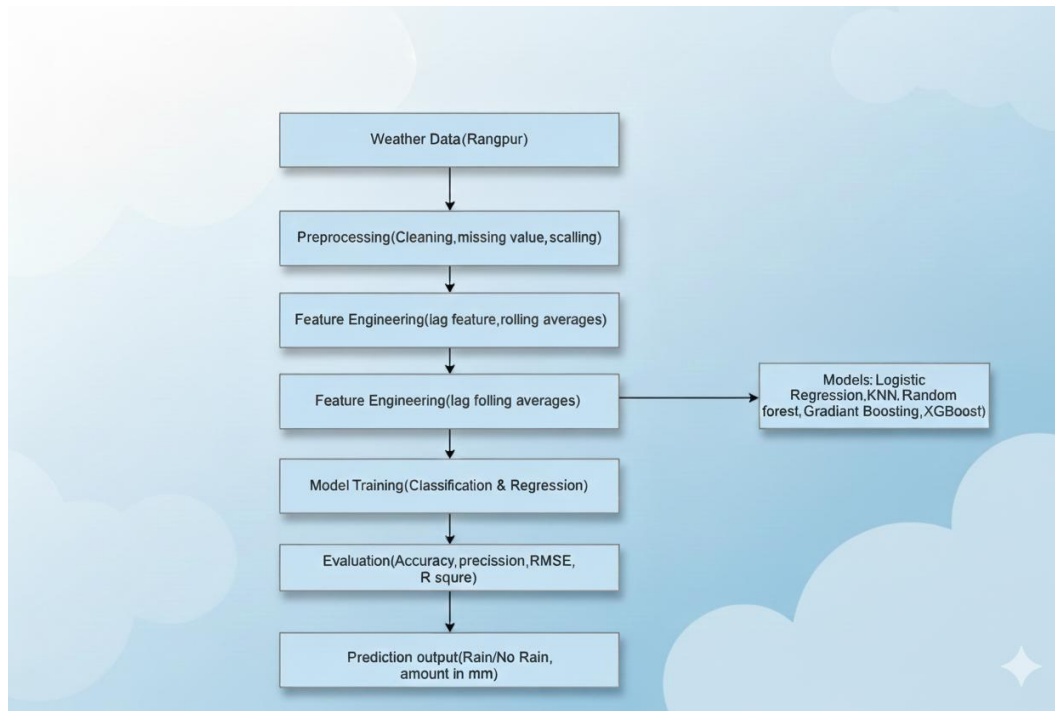 Weather Data(Rangpur)
Preprocessing(Cleaning,missing value,scalling)
Feature Engineering(lag feature,rolling averages)
Feature Engineering(lag folling averages)
Models: Logistic
Regression,KNN. Random
forest,Gradiant Boosting,XGBoost)
Model Training(Classification & Regression)
Evaluation(Accuracy,precission,RMSE,
R squre)
Prediction output(Rain/No Rain,
amount in mm)